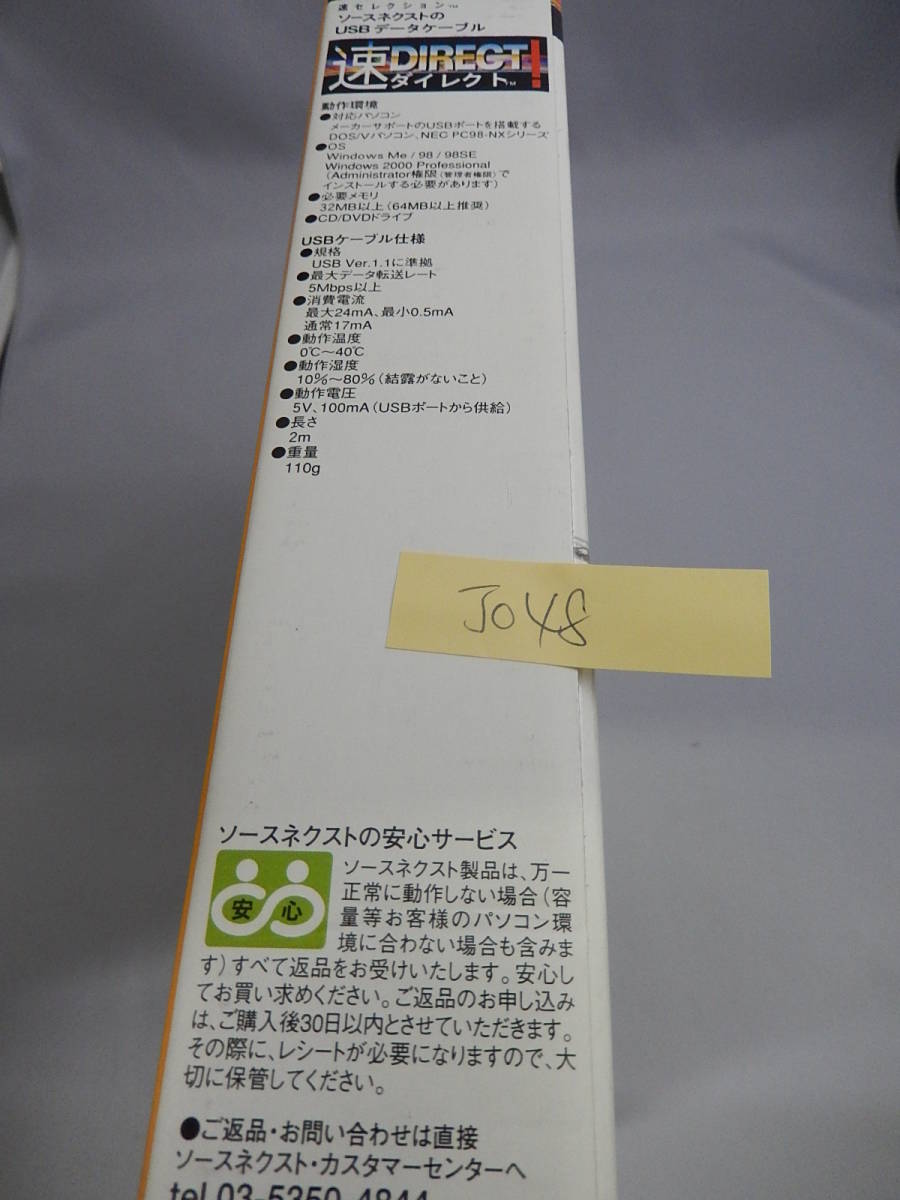 速セレクション™
ソースネクストの
USB データケーブル
速DIRECT!
ダイレクト™
動作環境
●対応パソコン
メーカーサポートのUSBポートを搭載する
DOS/Vパソコン、NEC PC98-NXシリーズ
●OS
Windows Me / 98 / 98SE
Windows 2000 Professional
(Administrator権限(管理者権限)で
インストールする必要があります)
●必要メモリ
32MB以上(64MB以上推奨)
●CD/DVDドライブ
USBケーブル仕様
●規格
USB Ver.1.1に準拠
●最大データ転送レート
5Mbps以上
●消費電流
最大24mA、最小0.5mA
通常17mA
●動作温度
0℃～40℃
●動作湿度
10%～80%(結露がないこと)
●動作電圧
5V、100mA(USBポートから供給)
●長さ
2m
●重量
110g
J048
ソースネクストの安心サービス
安心
ソースネクスト製品は、万一
正常に動作しない場合(容
量等お客様のパソコン環
境に合わない場合も含みま
す)すべて返品をお受けいたします。安心し
てお買い求めください。ご返品のお申し込み
は、ご購入後30日以内とさせていただきます。
その際に、レシートが必要になりますので、大
切に保管してください。
●ご返品・お問い合わせは直接
ソースネクスト・カスタマーセンターへ
tel.03-5350-4844